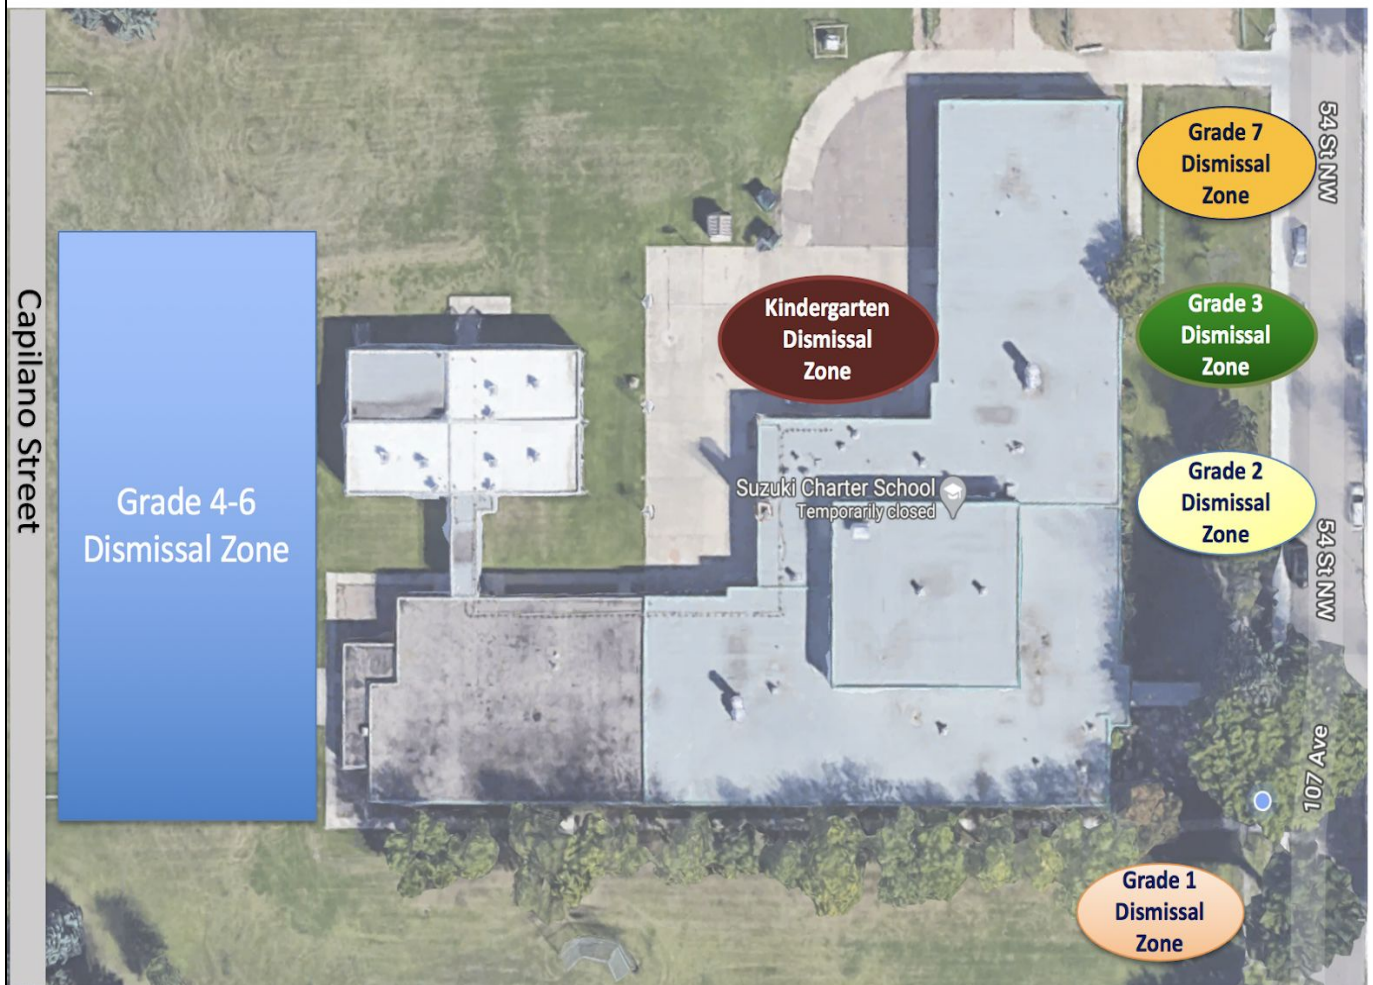 Grade 7
Dismissal
Zone
54 St NW
Capilano Street
Kindergarten
Dismissal
Zone
Grade 3
Dismissal
Zone
Grade 4-6
Dismissal Zone
Suzuki Charter School
Temporarily closed
Grade 2
Dismissal
Zone
54 St NW
107 Ave
Grade 1
Dismissal
Zone